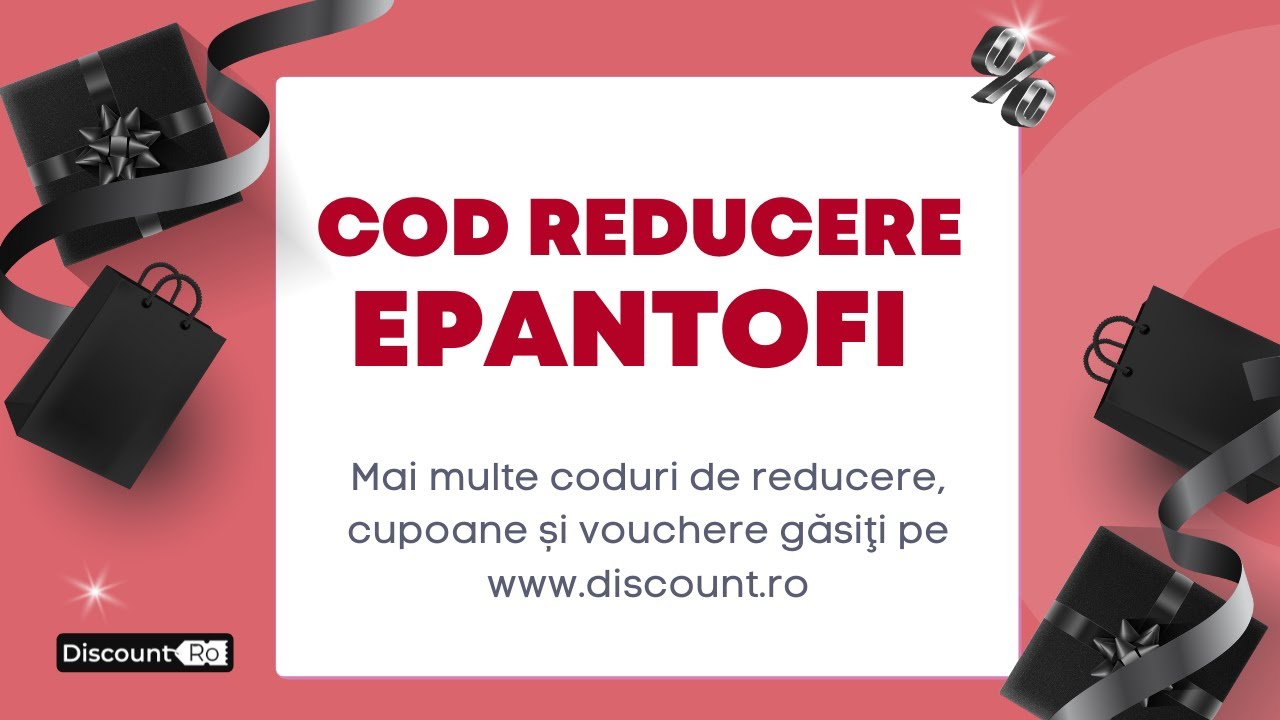 %
COD REDUCERE
EPANTOFI
Mai multe coduri de reducere,
cupoane și vouchere găsiţi pe
www.discount.ro
Discount Ro